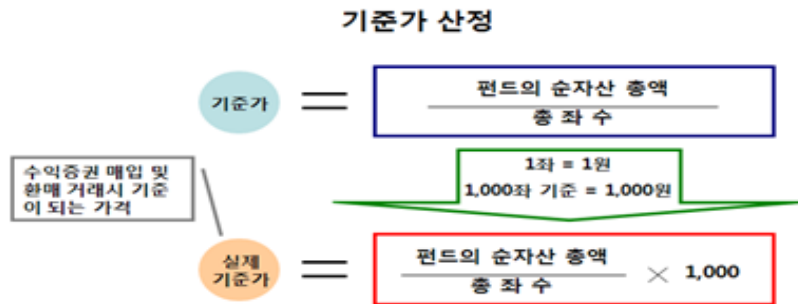 기준가 산정
기준가
=
펀드의 순자산 총액
총 좌 수
수익증권 매입 및
환매 거래시 기준
이 되는 가격
1좌 = 1원
1,000좌 기준 = 1,000원
실제
기준가
=
펀드의 순자산 총액
총 좌 수
× 1,000